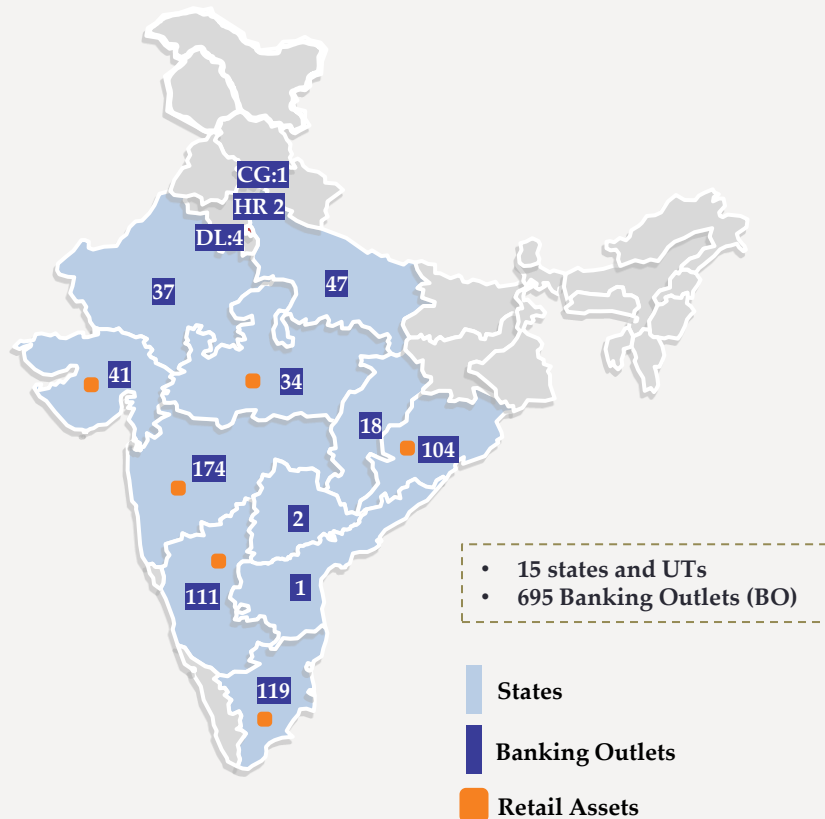 CG:1
HR 2
DL:4
37
47
41
34
18
104
174
2
111
1
119
• 15 states and UTs
• 695 Banking Outlets (BO)
States
Banking Outlets
Retail Assets